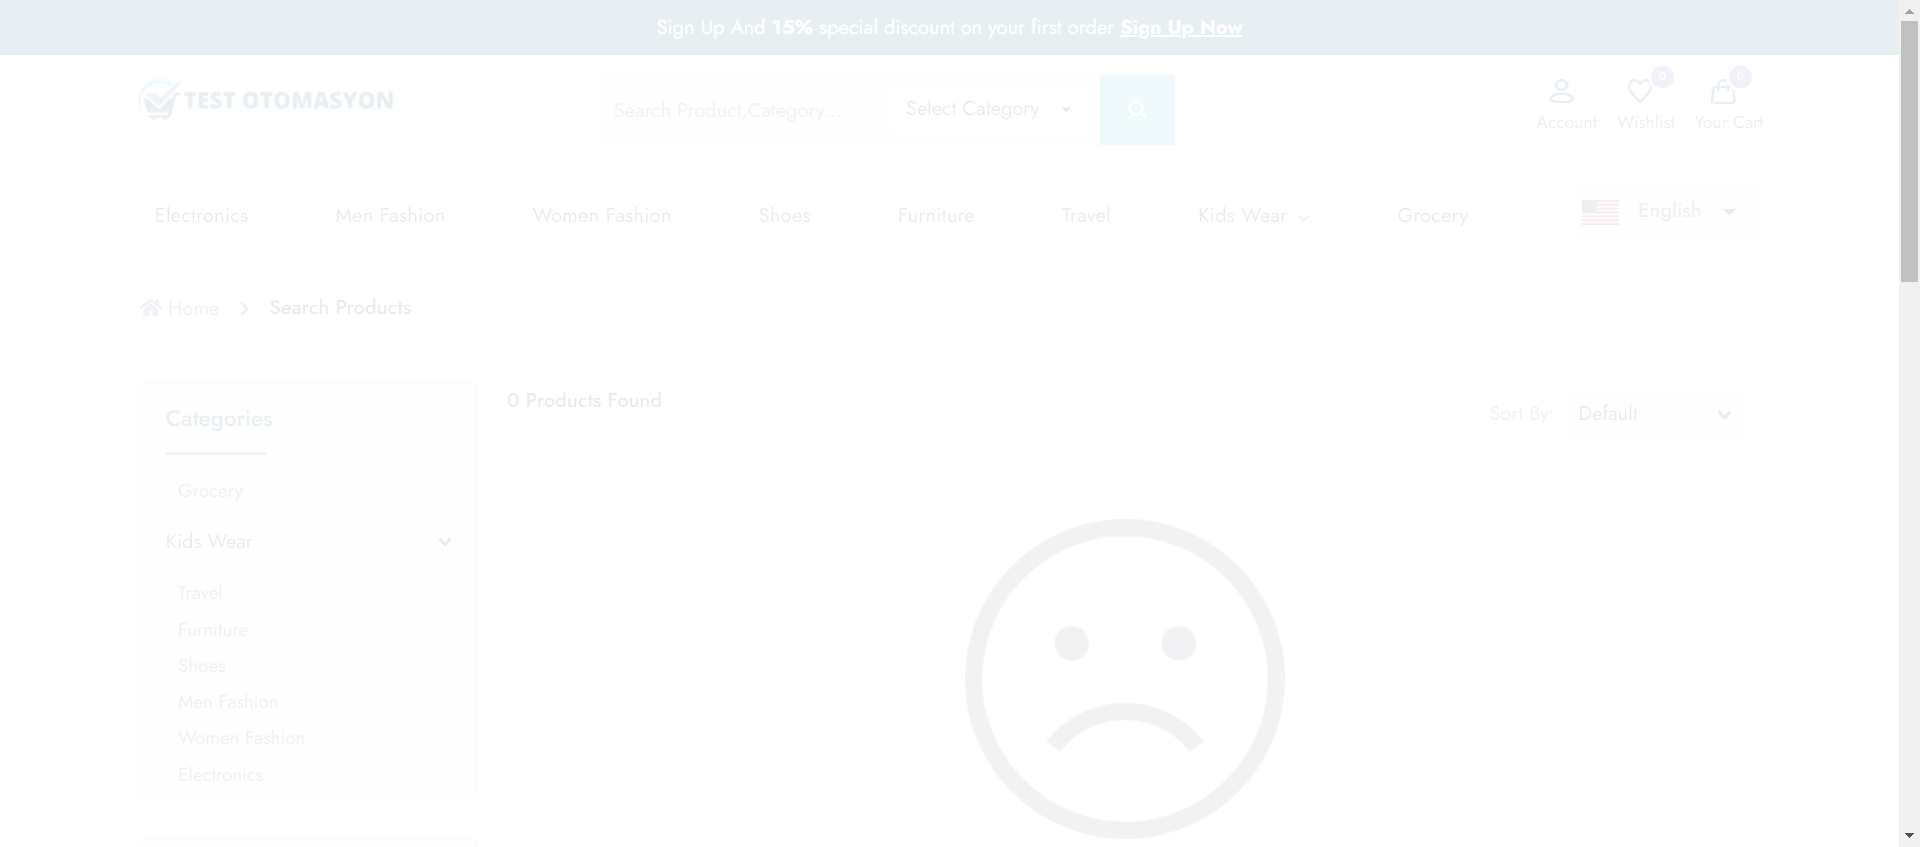 Sign Up And 15% special discount on your first order Sign Up Now
TEST OTOMASYON
Search Product,Category...
Select Category
0
0
Account
Wishlist
Your Cart
Electronics
Men Fashion
Women Fashion
Shoes
Furniture
Travel
Kids Wear
Grocery
English
Home
Search Products
Categories
Grocery
Kids Wear
Travel
Furniture
Shoes
Men Fashion
Women Fashion
Electronics
0 Products Found
Sort By:
Default